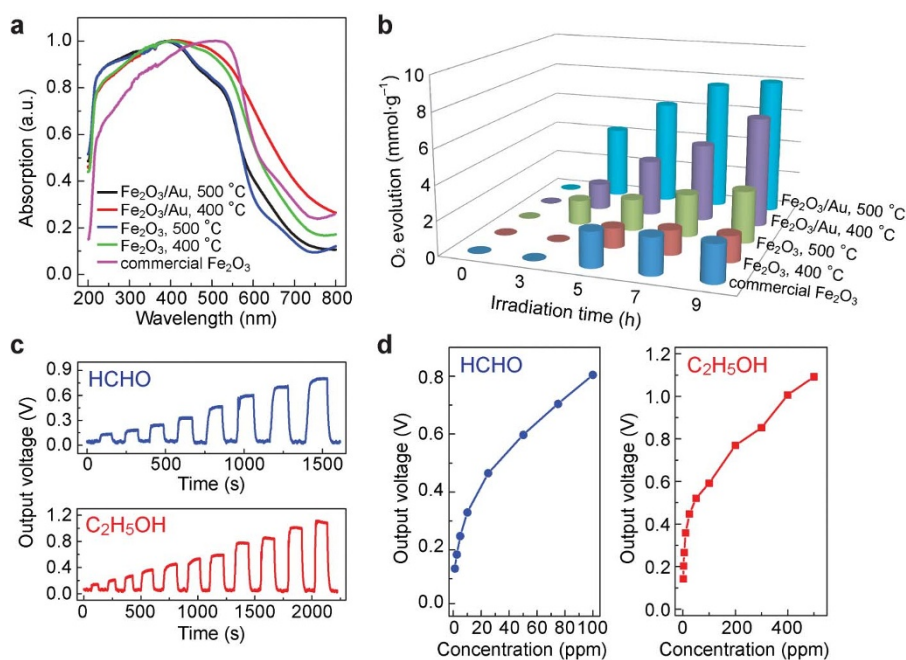 a
1.0
0.8
0.6
0.4
0.2
0.0
Absorption (a.u.)
Fe₂O₃/Au, 500 °C
Fe₂O₃/Au, 400 °C
Fe₂O₃, 500 °C
Fe₂O₃, 400 °C
commercial Fe₂O₃
200 300 400 500 600 700 800
Wavelength (nm)
b
10
8
6
4
2
0
O₂ evolution (mmol·g⁻¹)
0 3 5 7 9
Irradiation time (h)
Fe₂O₃/Au, 500 °C
Fe₂O₃/Au, 400 °C
Fe₂O₃, 500 °C
Fe₂O₃, 400 °C
commercial Fe₂O₃
c
HCHO
0.9
0.6
0.3
0.0
0 500 1000 1500
Time (s)
Output voltage (V)
C₂H₅OH
1.2
0.8
0.4
0.0
0 500 1000 1500 2000
Time (s)
d
HCHO
0.8
0.6
0.4
0.2
0.0
Output voltage (V)
0 20 40 60 80 100
Concentration (ppm)
C₂H₅OH
1.2
1.0
0.8
0.6
0.4
0.2
0.0
Output voltage (V)
0 200 400
Concentration (ppm)